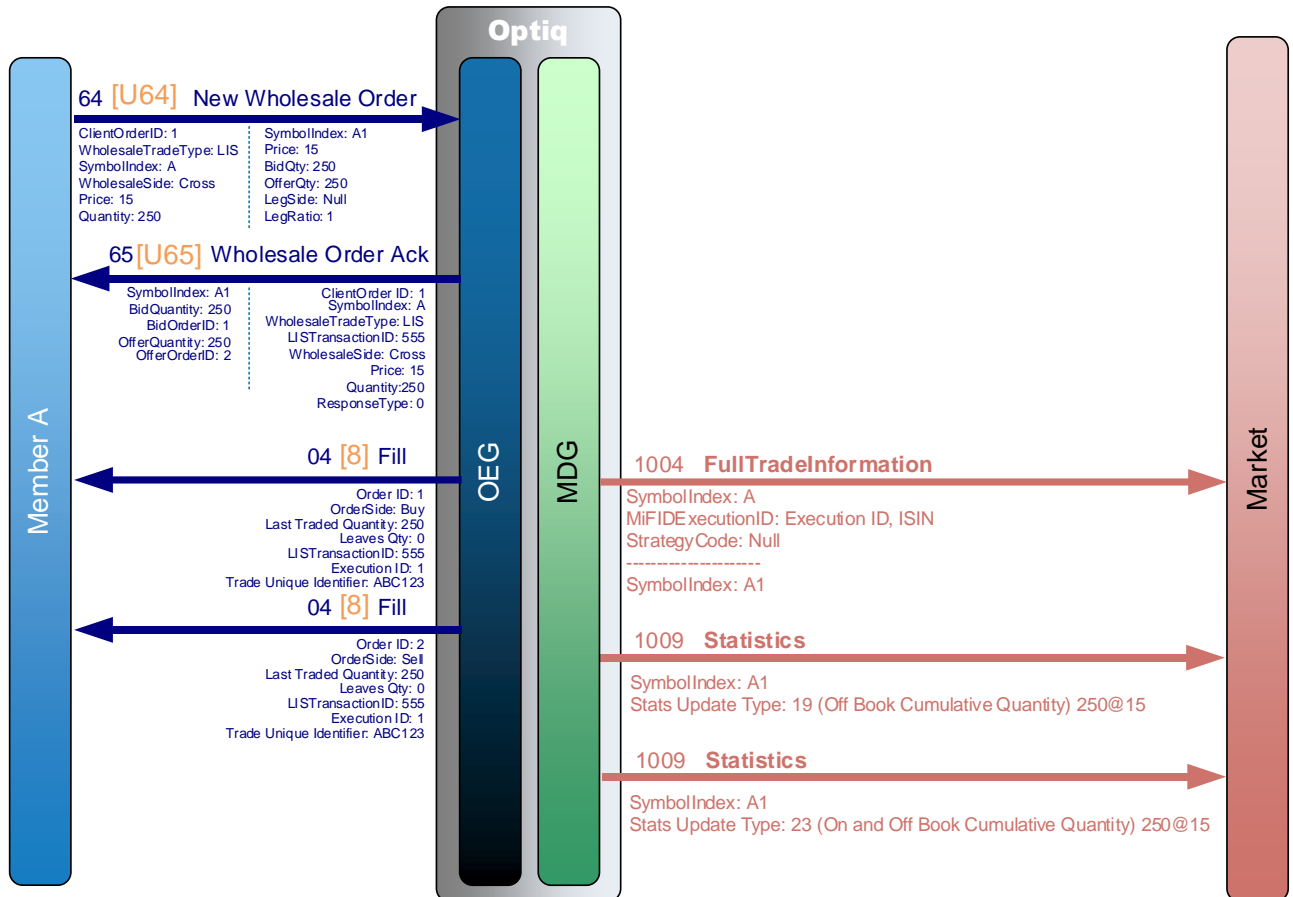 Optiq
64 [U64] New Wholesale Order
ClientOrderID: 1
WholesaleTradeType: LIS
SymbolIndex: A
WholesaleSide: Cross
Price: 15
Quantity: 250
SymbolIndex: A1
Price: 15
BidQty: 250
OfferQty: 250
LegSide: Null
LegRatio: 1
65 [U65] Wholesale Order Ack
SymbolIndex: A1
BidQuantity: 250
BidOrderID: 1
OfferQuantity: 250
OfferOrderID: 2
ClientOrder ID: 1
SymbolIndex: A
WholesaleTradeType: LIS
LISTransactionID: 555
WholesaleSide: Cross
Price: 15
Quantity:250
ResponseType: 0
Member A
OEG
MDG
Market
04 [8] Fill
Order ID: 1
OrderSide: Buy
Last Traded Quantity: 250
Leaves Qty: 0
LISTransactionID: 555
Execution ID: 1
Trade Unique Identifier: ABC123
04 [8] Fill
Order ID: 2
OrderSide: Sell
Last Traded Quantity: 250
Leaves Qty: 0
LISTransactionID: 555
Execution ID: 1
Trade Unique Identifier: ABC123
1004 FullTradeInformation
SymbolIndex: A
MiFIDExecutionID: Execution ID, ISIN
StrategyCode: Null
----------------------
SymbolIndex: A1
1009 Statistics
SymbolIndex: A1
Stats Update Type: 19 (Off Book Cumulative Quantity) 250@15
1009 Statistics
SymbolIndex: A1
Stats Update Type: 23 (On and Off Book Cumulative Quantity) 250@15